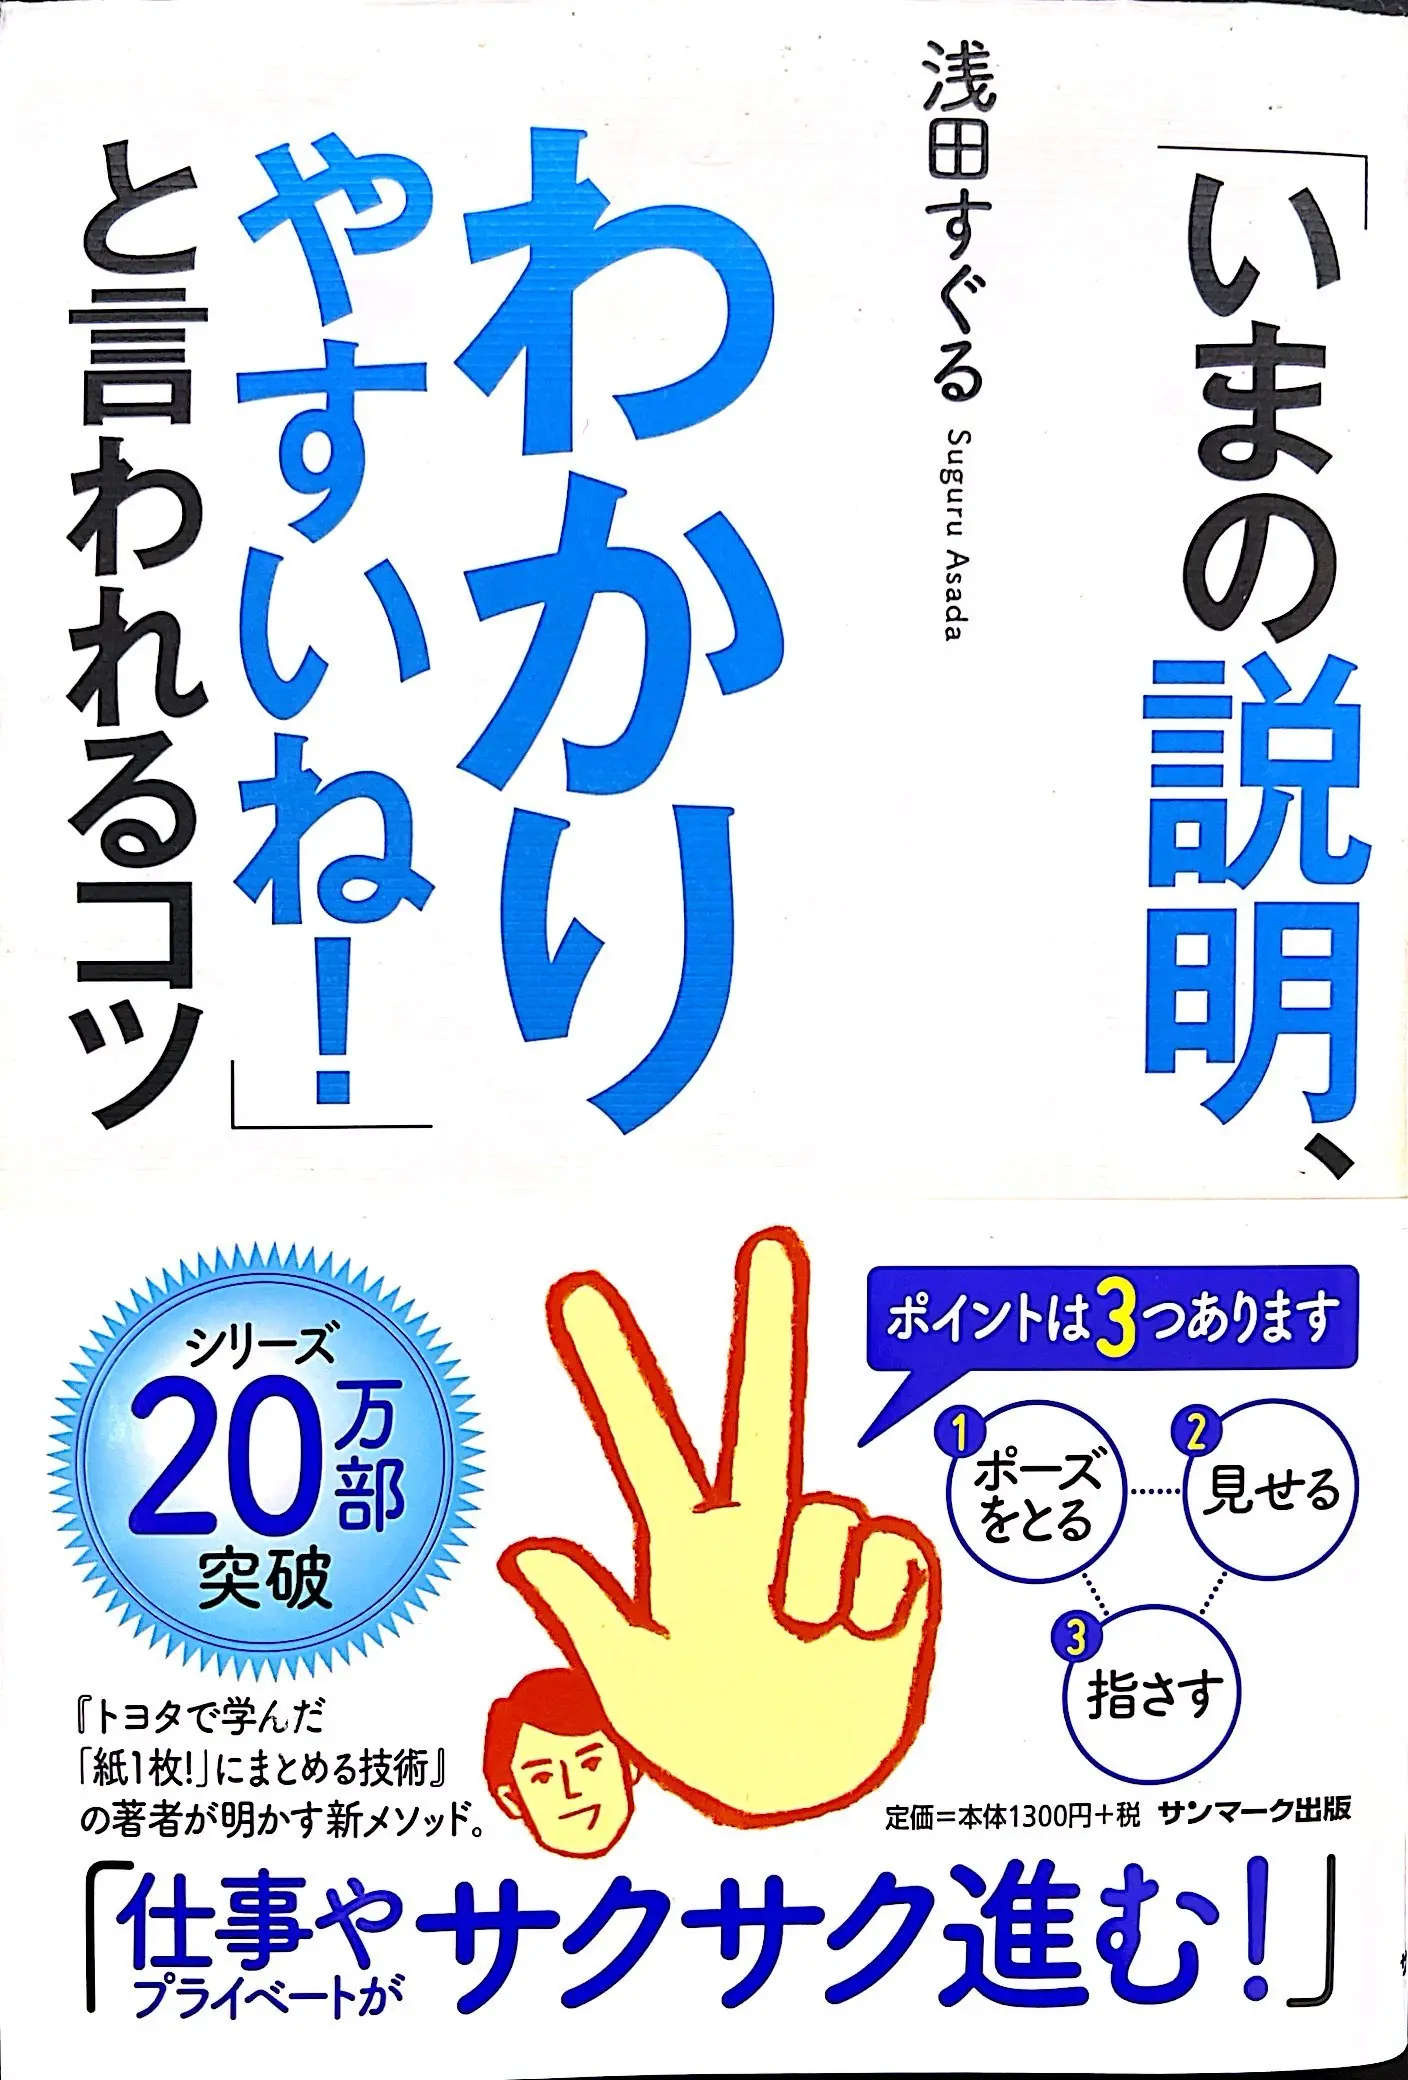 「いまの説明、
わかり
やすいね!」
と言われるコツ
浅田すぐる Suguru Asada
シリーズ
20万部
突破
ポイントは3つあります
1
ポーズ
をとる
2
見せる
3
指さす
『トヨタで学んだ
「紙1枚!」にまとめる技術』
の著者が明かす新メソッド。
定価=本体1300円+税 サンマーク出版
「仕事や
プライベートが
サクサク進む!」